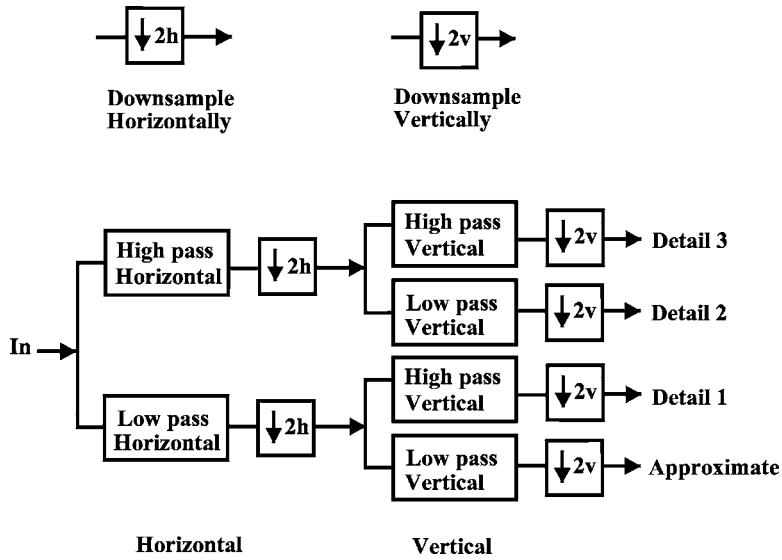 ↓2h
↓2v
Downsample
Horizontally
Downsample
Vertically
High pass
Horizontal
↓2h
High pass
Vertical
↓2v
Detail 3
Low pass
Vertical
↓2v
Detail 2
In
Low pass
Horizontal
↓2h
High pass
Vertical
↓2v
Detail 1
Low pass
Vertical
↓2v
Approximate
Horizontal
Vertical